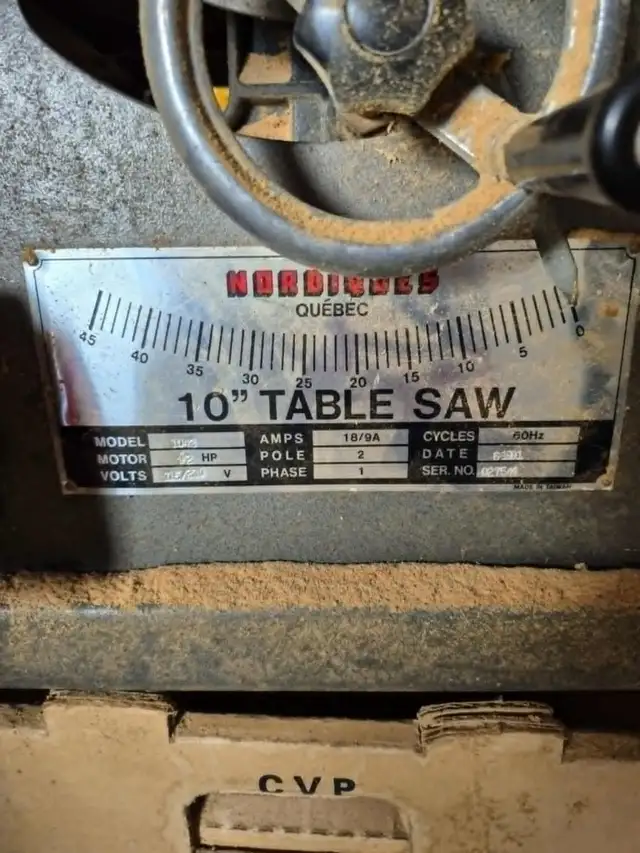 NORDIQUES
QUÉBEC
45 40 35 30 25 20 15 10 5 0
10" TABLE SAW
MODEL AMPS 18/9A CYCLES 60Hz
MOTOR HP POLE 2 DATE
VOLTS V PHASE 1 SER. NO.
MADE IN TAIWAN
CVP